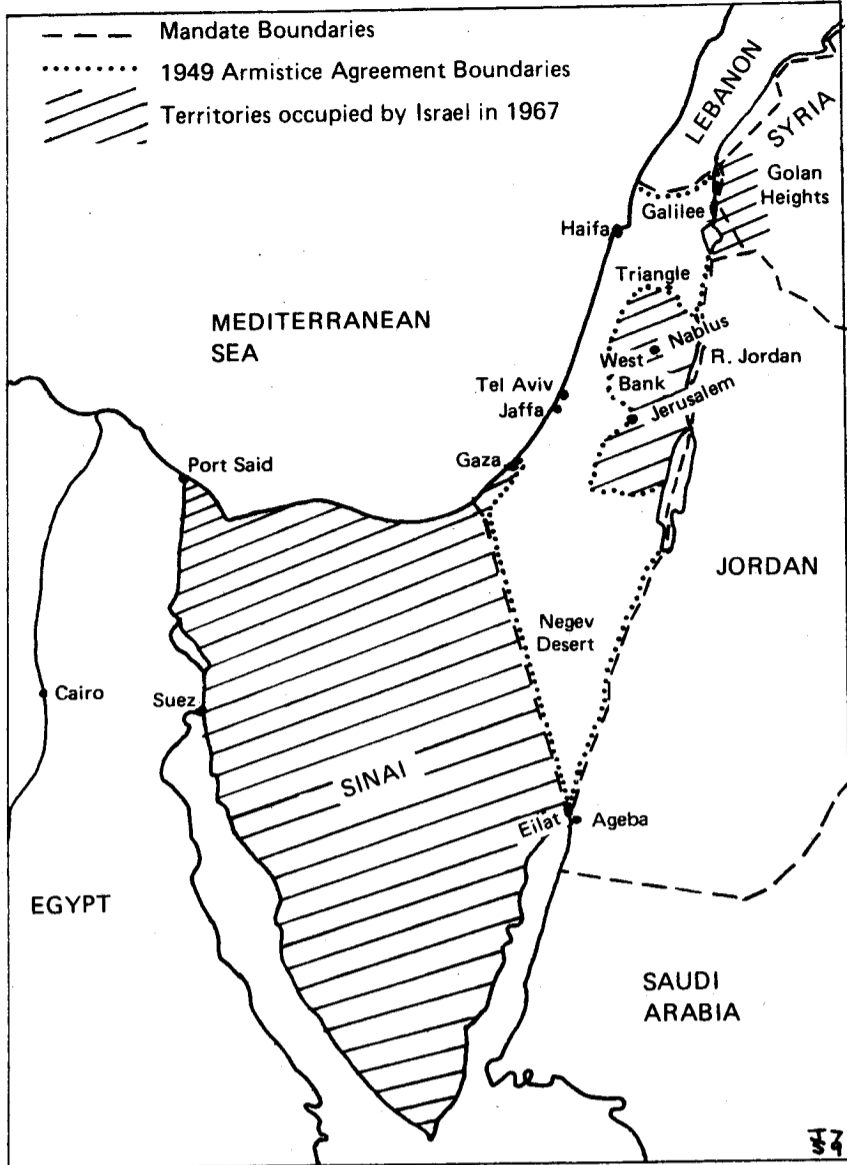 Mandate Boundaries
1949 Armistice Agreement Boundaries
Territories occupied by Israel in 1967
LEBANON
SYRIA
Golan
Heights
Galilee
Haifa
Triangle
MEDITERRANEAN
SEA
Nablus
West
Bank
R. Jordan
Tel Aviv
Jaffa
Jerusalem
Gaza
Port Said
JORDAN
Negev
Desert
Cairo
Suez
SINAI
Eilat
Ageba
EGYPT
SAUDI
ARABIA